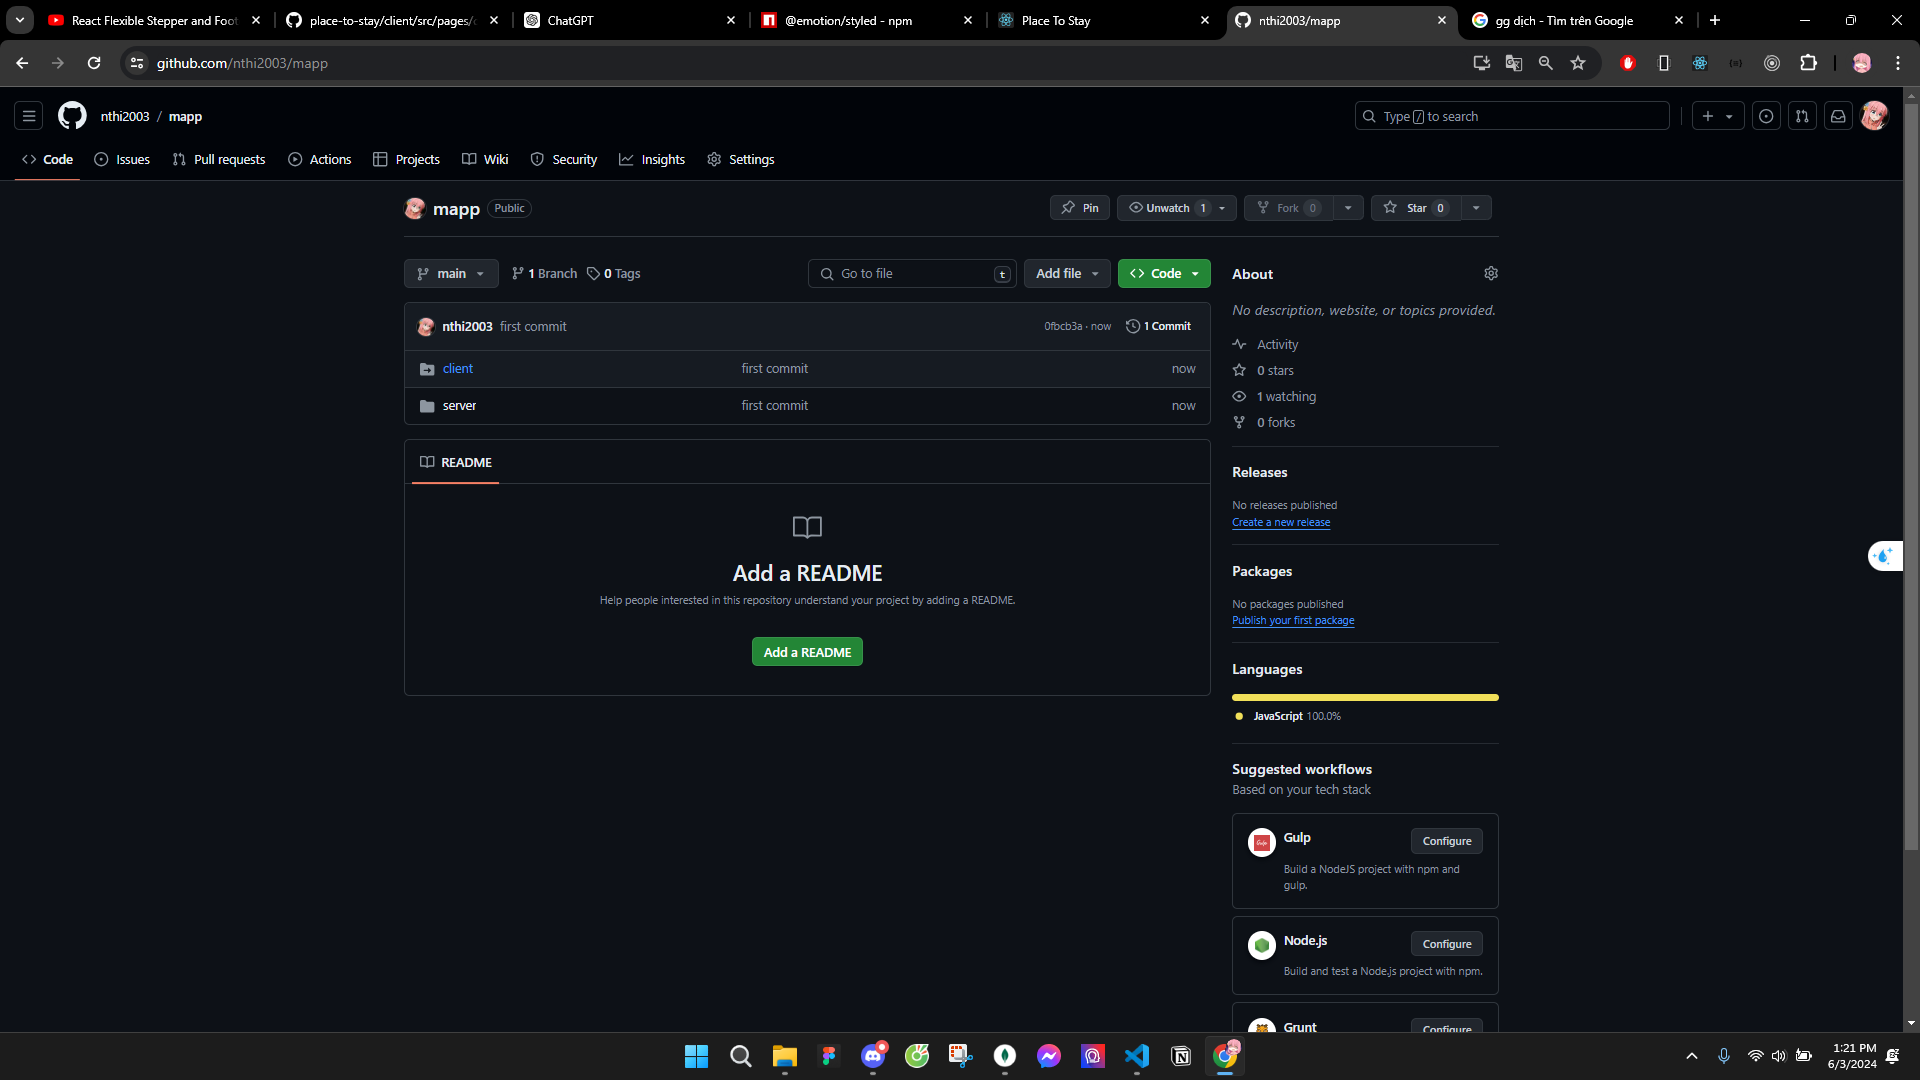 React Flexible Stepper and Foot
place-to-stay/client/src/pages/
ChatGPT
@emotion/styled - npm
Place To Stay
nthi2003/mapp
gg dịch - Tìm trên Google
github.com/nthi2003/mapp
nthi2003 / mapp
Type / to search
Code
Issues
Pull requests
Actions
Projects
Wiki
Security
Insights
Settings
mapp Public
Pin
Unwatch 1
Fork 0
Star 0
main
1 Branch
0 Tags
Go to file t
Add file
Code
nthi2003 first commit
0fbcb3a · now
1 Commit
client first commit now
server first commit now
README
Add a README
Help people interested in this repository understand your project by adding a README.
Add a README
About
No description, website, or topics provided.
Activity
0 stars
1 watching
0 forks
Releases
No releases published
Create a new release
Packages
No packages published
Publish your first package
Languages
JavaScript 100.0%
Suggested workflows
Based on your tech stack
Gulp Configure
Build a NodeJS project with npm and
gulp.
Node.js Configure
Build and test a Node.js project with npm.
Grunt Configure
1:21 PM
6/3/2024